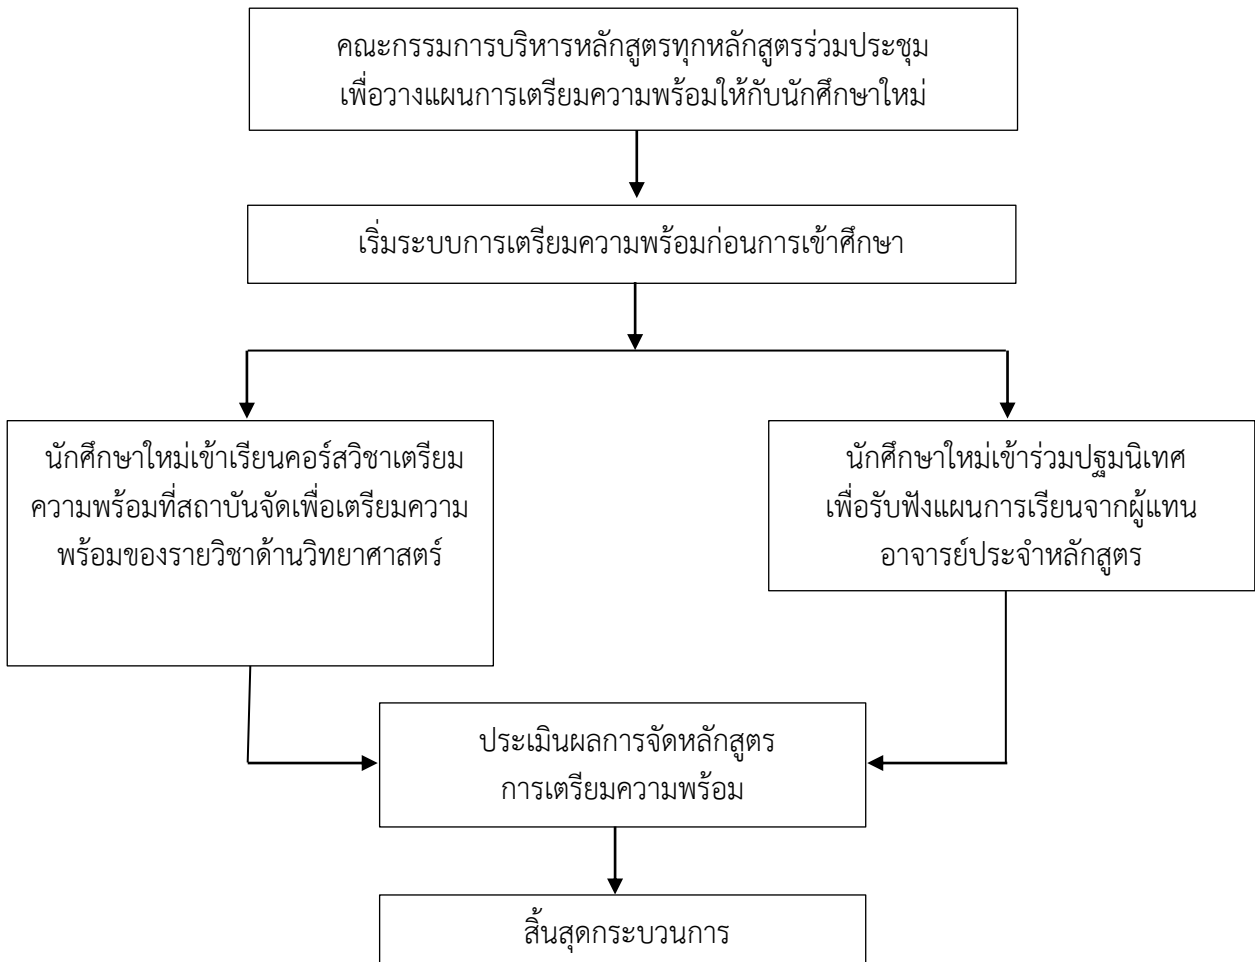 คณะกรรมการบริหารหลักสูตรทุกหลักสูตรร่วมประชุม
เพื่อวางแผนการเตรียมความพร้อมให้กับนักศึกษาใหม่
เริ่มระบบการเตรียมความพร้อมก่อนการเข้าศึกษา
นักศึกษาใหม่เข้าเรียนคอร์สวิชาเตรียม
ความพร้อมที่สถาบันจัดเพื่อเตรียมความ
พร้อมของรายวิชาด้านวิทยาศาสตร์
นักศึกษาใหม่เข้าร่วมปฐมนิเทศ
เพื่อรับฟังแผนการเรียนจากผู้แทน
อาจารย์ประจำหลักสูตร
ประเมินผลการจัดหลักสูตร
การเตรียมความพร้อม
สิ้นสุดกระบวนการ